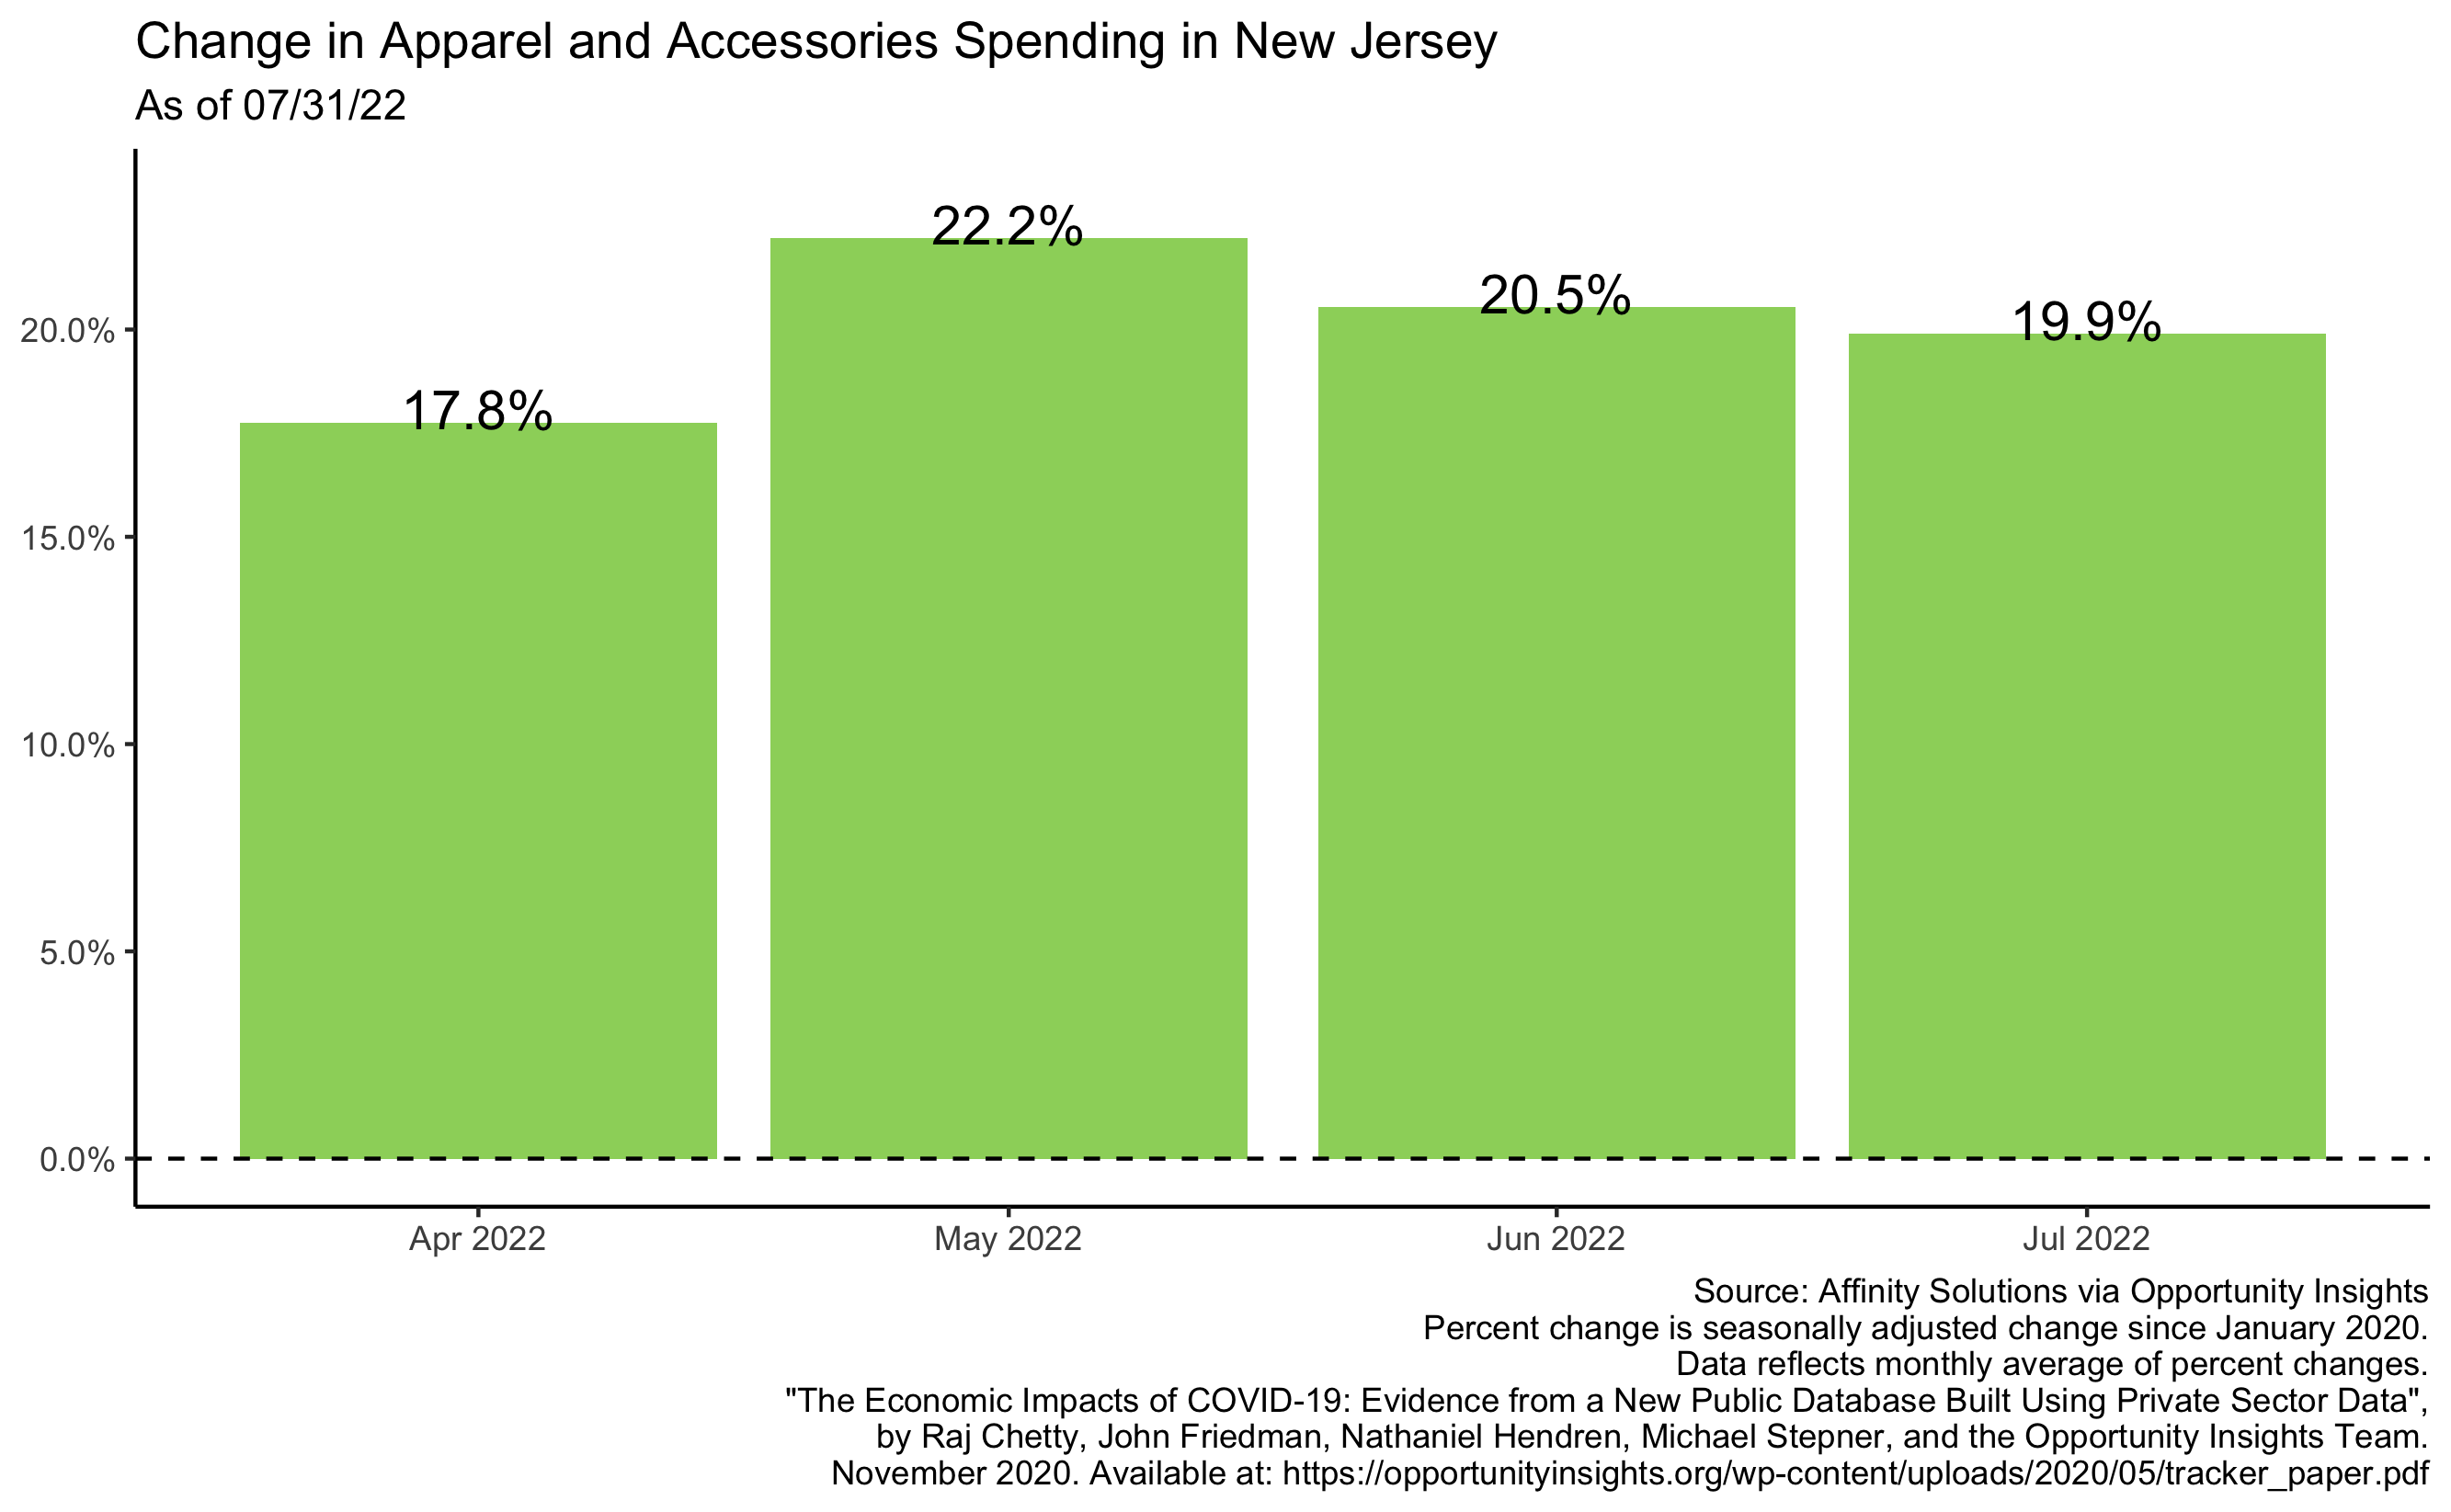 Change in Apparel and Accessories Spending in New Jersey
As of 07/31/22
22.2%
20.5%
19.9%
17.8%
20.0%
15.0%
10.0%
5.0%
0.0%
Apr 2022
May 2022
Jun 2022
Jul 2022
Source: Affinity Solutions via Opportunity Insights
Percent change is seasonally adjusted change since January 2020.
Data reflects monthly average of percent changes.
"The Economic Impacts of COVID-19: Evidence from a New Public Database Built Using Private Sector Data",
by Raj Chetty, John Friedman, Nathaniel Hendren, Michael Stepner, and the Opportunity Insights Team.
November 2020. Available at: https://opportunityinsights.org/wp-content/uploads/2020/05/tracker_paper.pdf